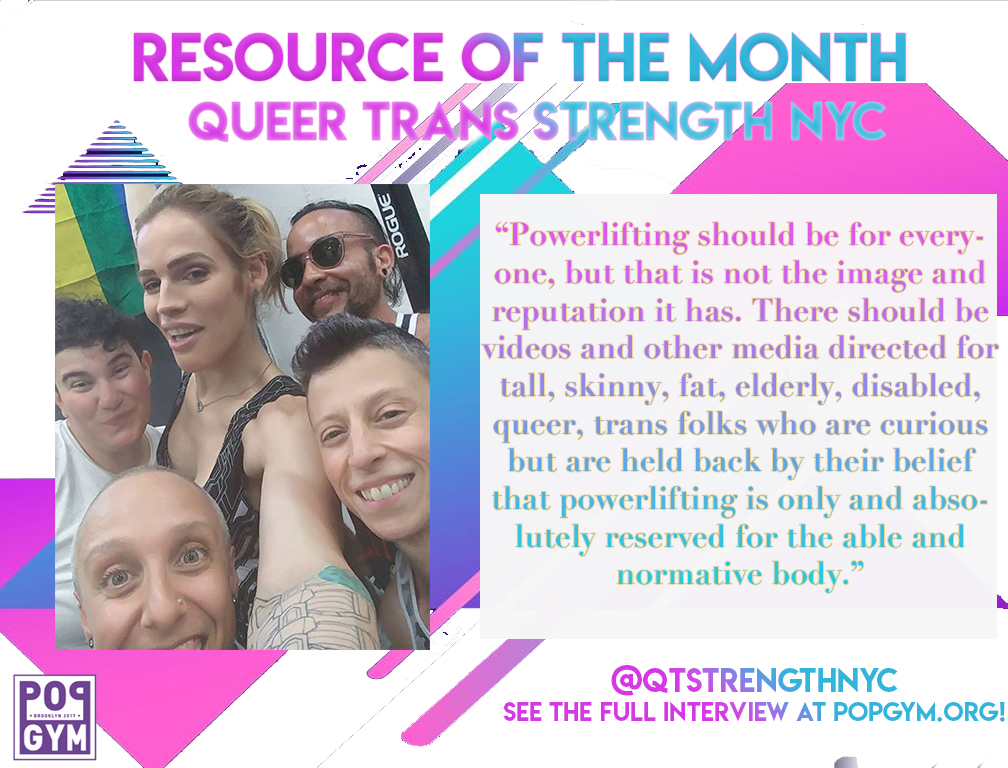 RESOURCE OF THE MONTH
QUEER TRANS STRENGTH NYC
ROGUE
“Powerlifting should be for every-
one, but that is not the image and
reputation it has. There should be
videos and other media directed for
tall, skinny, fat, elderly, disabled,
queer, trans folks who are curious
but are held back by their belief
that powerlifting is only and abso-
lutely reserved for the able and
normative body.”
@QTSTRENGTHNYC
SEE THE FULL INTERVIEW AT POPGYM.ORG!
POP
• BROOKLYN 2017 •
GYM